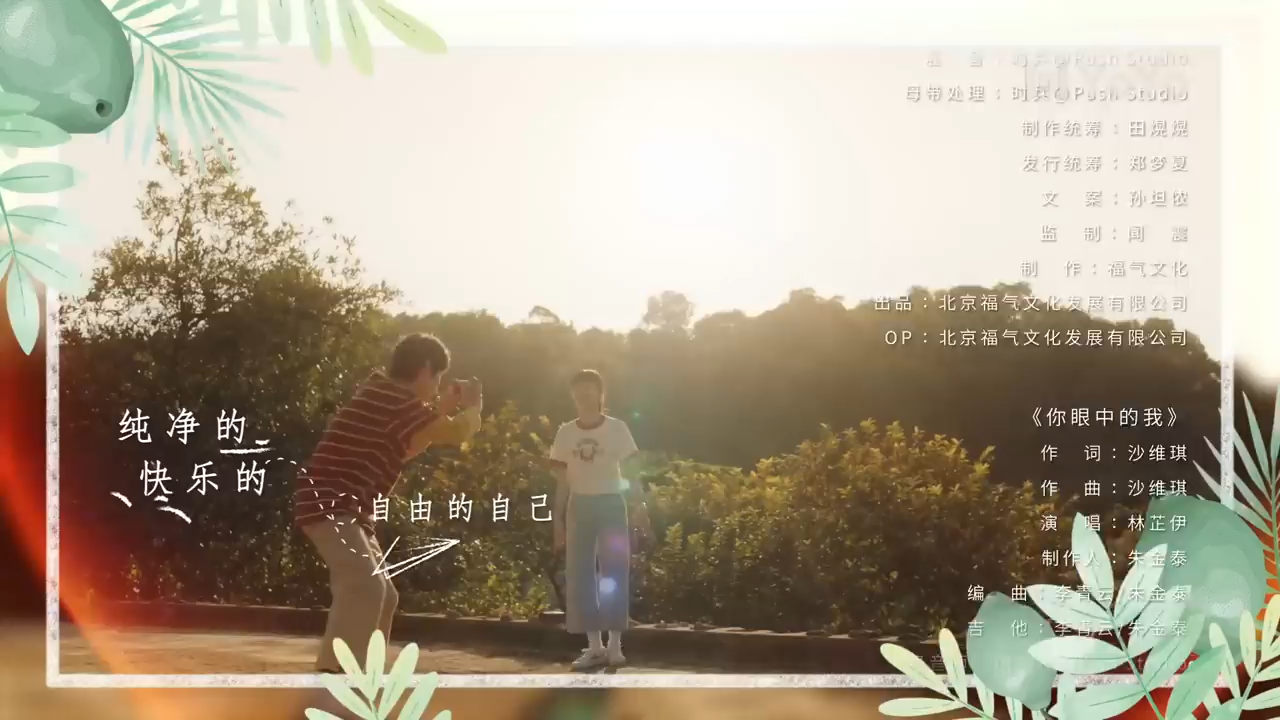 母带处理：时俊@Push Studio
制作统筹：田焜焜
发行统筹：郑梦夏
文 案：孙坦侬
监 制：闻 震
制 作：福气文化
出品：北京福气文化发展有限公司
OP：北京福气文化发展有限公司
《你眼中的我》
作 词：沙维琪
作 曲：沙维琪
演 唱：林芷伊
制作人：朱金泰
编 曲：李青云/朱金泰
吉 他：李青云/朱金泰
纯净的
快乐的
自由的自己